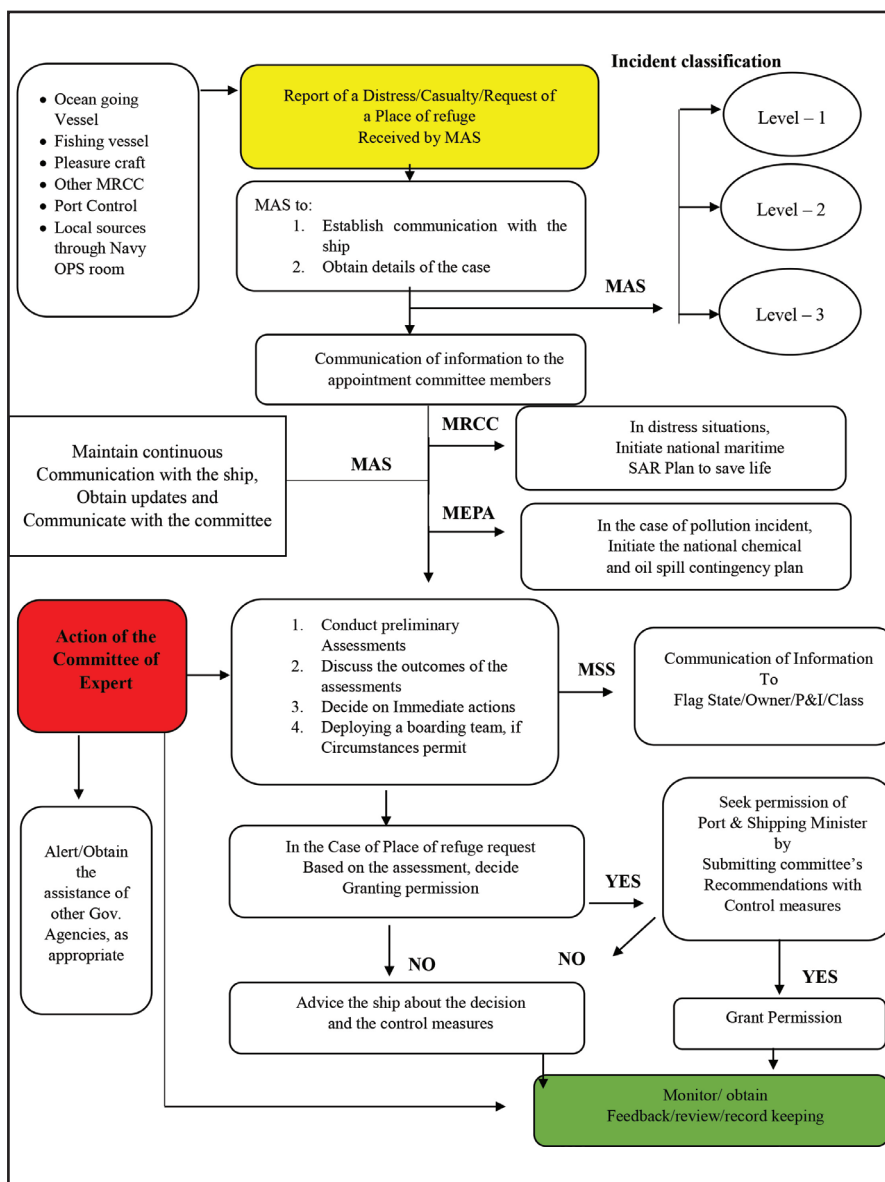 Incident classification
• Ocean going
Vessel
• Fishing vessel
• Pleasure craft
• Other MRCC
• Port Control
• Local sources
through Navy
OPS room
Report of a Distress/Casualty/Request of
a Place of refuge
Received by MAS
Level – 1
MAS to:
1. Establish communication with the
ship
2. Obtain details of the case
Level – 2
MAS
Level – 3
Communication of information to the
appointment committee members
MRCC
In distress situations,
Initiate national maritime
SAR Plan to save life
Maintain continuous
Communication with the ship,
Obtain updates and
Communicate with the committee
MAS
MEPA
In the case of pollution incident,
Initiate the national chemical
and oil spill contingency plan
Action of the
Committee of
Expert
1. Conduct preliminary
Assessments
2. Discuss the outcomes of the
assessments
3. Decide on Immediate actions
4. Deploying a boarding team, if
Circumstances permit
MSS
Communication of Information
To
Flag State/Owner/P&I/Class
Alert/Obtain
the
assistance of
other Gov.
Agencies, as
appropriate
In the Case of Place of refuge request
Based on the assessment, decide
Granting permission
YES
Seek permission of
Port & Shipping Minister
by
Submitting committee's
Recommendations with
Control measures
NO
NO
YES
Advice the ship about the decision
and the control measures
Grant Permission
Monitor/ obtain
Feedback/review/record keeping